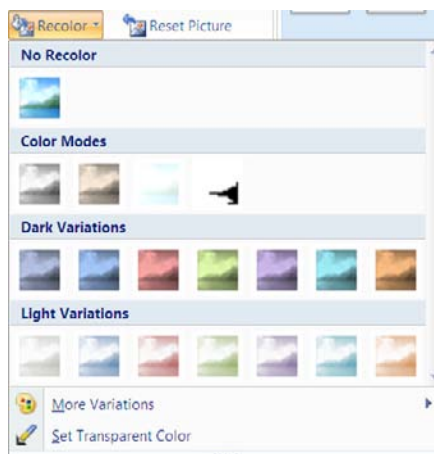 Recolor Reset Picture
No Recolor
Color Modes
Dark Variations
Light Variations
More Variations
Set Transparent Color